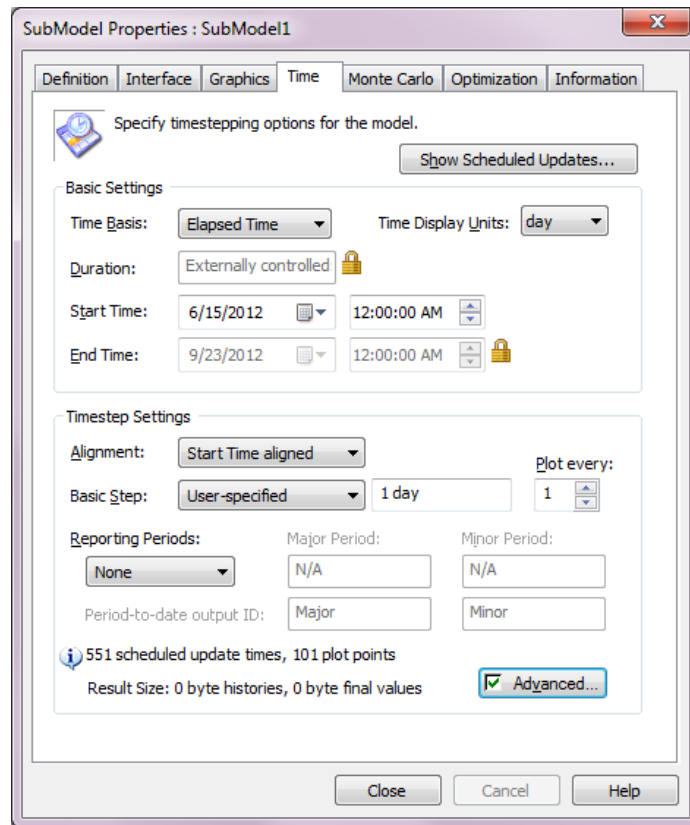 SubModel Properties : SubModel1
Definition Interface Graphics Time Monte Carlo Optimization Information
Specify timestepping options for the model.
Show Scheduled Updates...
Basic Settings
Time Basis: Elapsed Time Time Display Units: day
Duration: Externally controlled
Start Time: 6/15/2012 12:00:00 AM
End Time: 9/23/2012 12:00:00 AM
Timestep Settings
Alignment: Start Time aligned
Plot every:
Basic Step: User-specified 1 day 1
Reporting Periods: Major Period: Minor Period:
None N/A N/A
Period-to-date output ID: Major Minor
551 scheduled update times, 101 plot points
Result Size: 0 byte histories, 0 byte final values Advanced...
Close Cancel Help